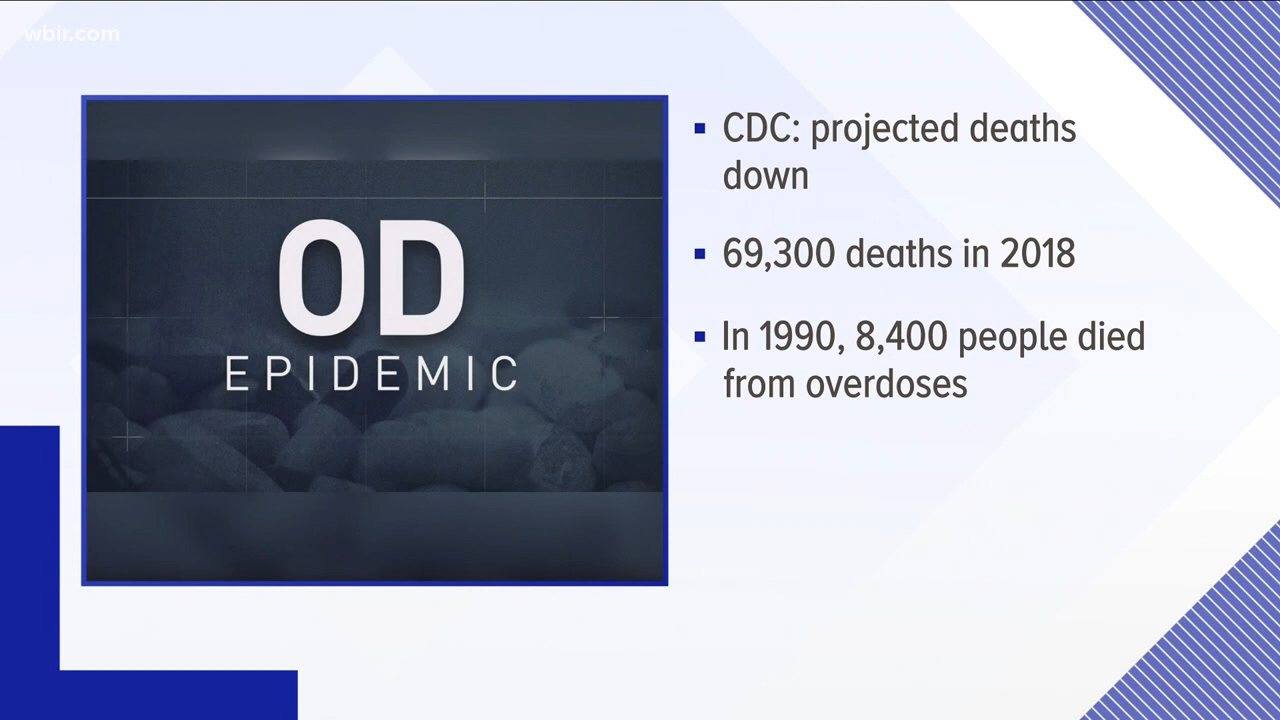 wbir.com
OD
EPIDEMIC
▪ CDC: projected deaths
down
▪ 69,300 deaths in 2018
▪ In 1990, 8,400 people died
from overdoses